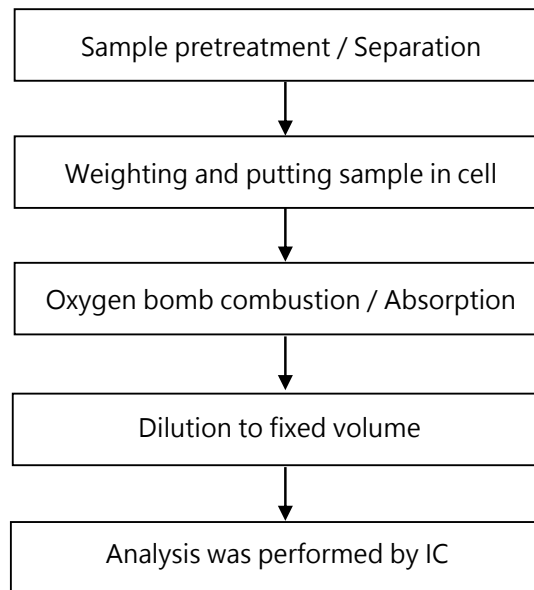 Sample pretreatment / Separation
Weighting and putting sample in cell
Oxygen bomb combustion / Absorption
Dilution to fixed volume
Analysis was performed by IC